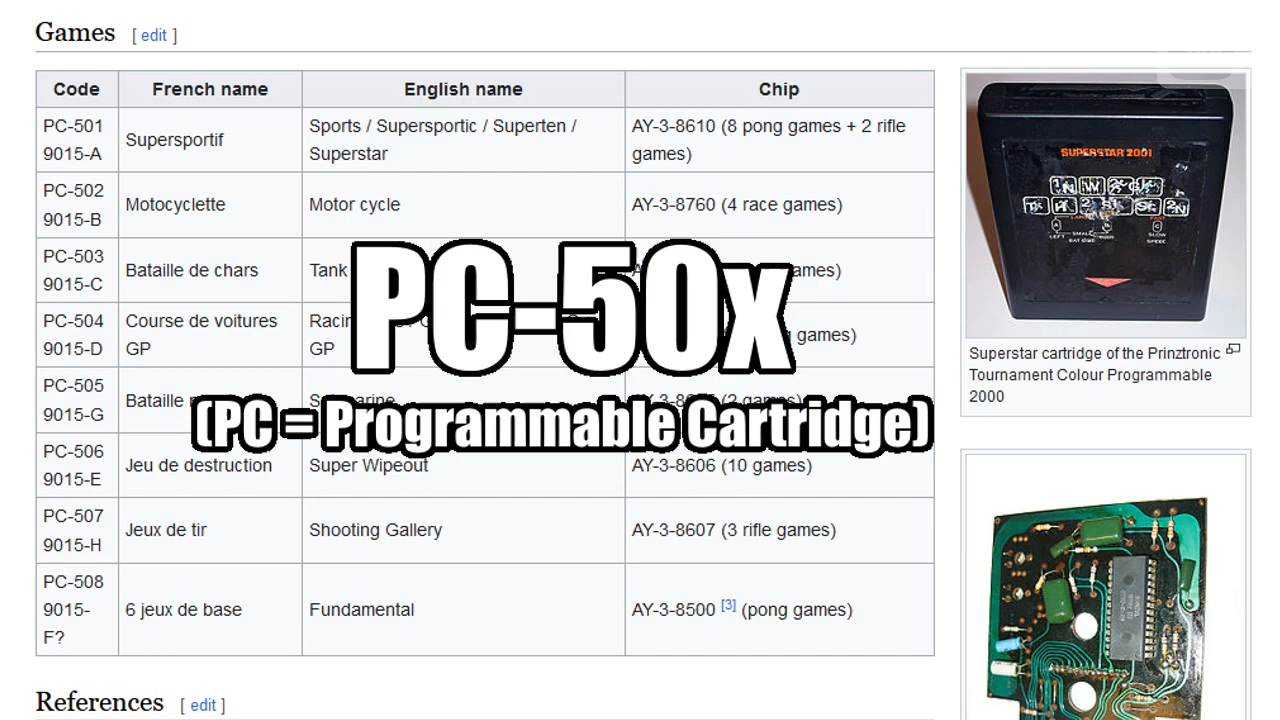 Games [ edit ]
Code French name English name Chip
PC-501
9015-A
Supersportif
Sports / Supersportic / Superten /
Superstar
AY-3-8610 (8 pong games + 2 rifle
games)
PC-502
9015-B
Motocyclette
Motor cycle
AY-3-8760 (4 race games)
PC-503
9015-C
Bataille de chars
Tank
PC-504
9015-D
Course de voitures
GP
GP
games)
PC-505
9015-G
Bataille
PC-506
9015-E
Jeu de destruction
Super Wipeout
AY-3-8606 (10 games)
PC-507
9015-H
Jeux de tir
Shooting Gallery
AY-3-8607 (3 rifle games)
PC-508
9015-
F?
6 jeux de base
Fundamental
AY-3-8500 [3] (pong games)
References [ edit ]
PC-50x
(PC = Programmable Cartridge)
SUPERSTAR 2001
Superstar cartridge of the Prinztronic
Tournament Colour Programmable
2000